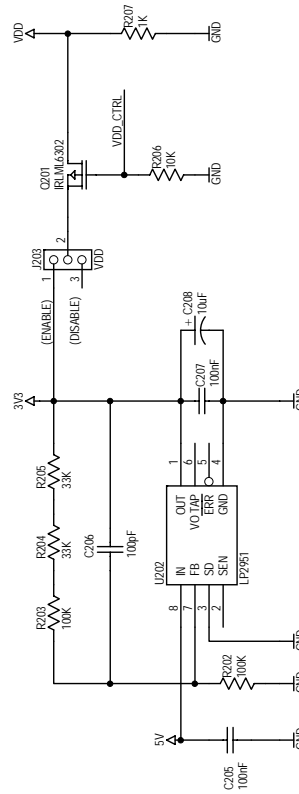 VDD
R207
1K
GND
Q201
IRLML6302
VDD_CTRL
R206
10K
GND
J203
1
2
3
VDD
(ENABLE)
(DISABLE)
3V3
R203
100K
R204
33K
R205
33K
C206
100pF
U202
LP2951
8
IN
OUT
1
7
FB
VO TAP
6
3
SD
ERR
5
2
SEN
GND
4
+
C208
10uF
C207
100nF
GND
5V
C205
100nF
GND
R202
100K
GND
GND